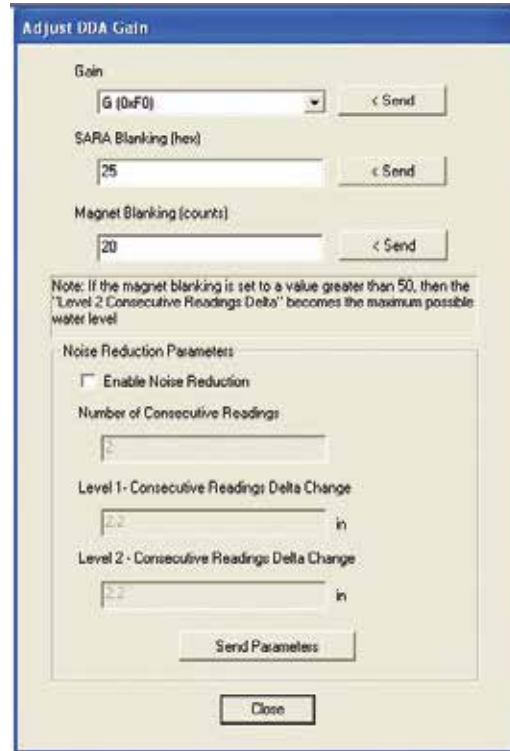 Adjust DDA Gain
Gain
G (0xF0)
< Send
SARA Blanking (hex)
25
< Send
Magnet Blanking (counts)
20
< Send
Note: If the magnet blanking is set to a value greater than 50, then the
"Level 2 Consecutive Readings Delta" becomes the maximum possible
water level
Noise Reduction Parameters
Enable Noise Reduction
Number of Consecutive Readings
2
Level 1- Consecutive Readings Delta Change
2.2
in
Level 2 - Consecutive Readings Delta Change
2.2
in
Send Parameters
Close